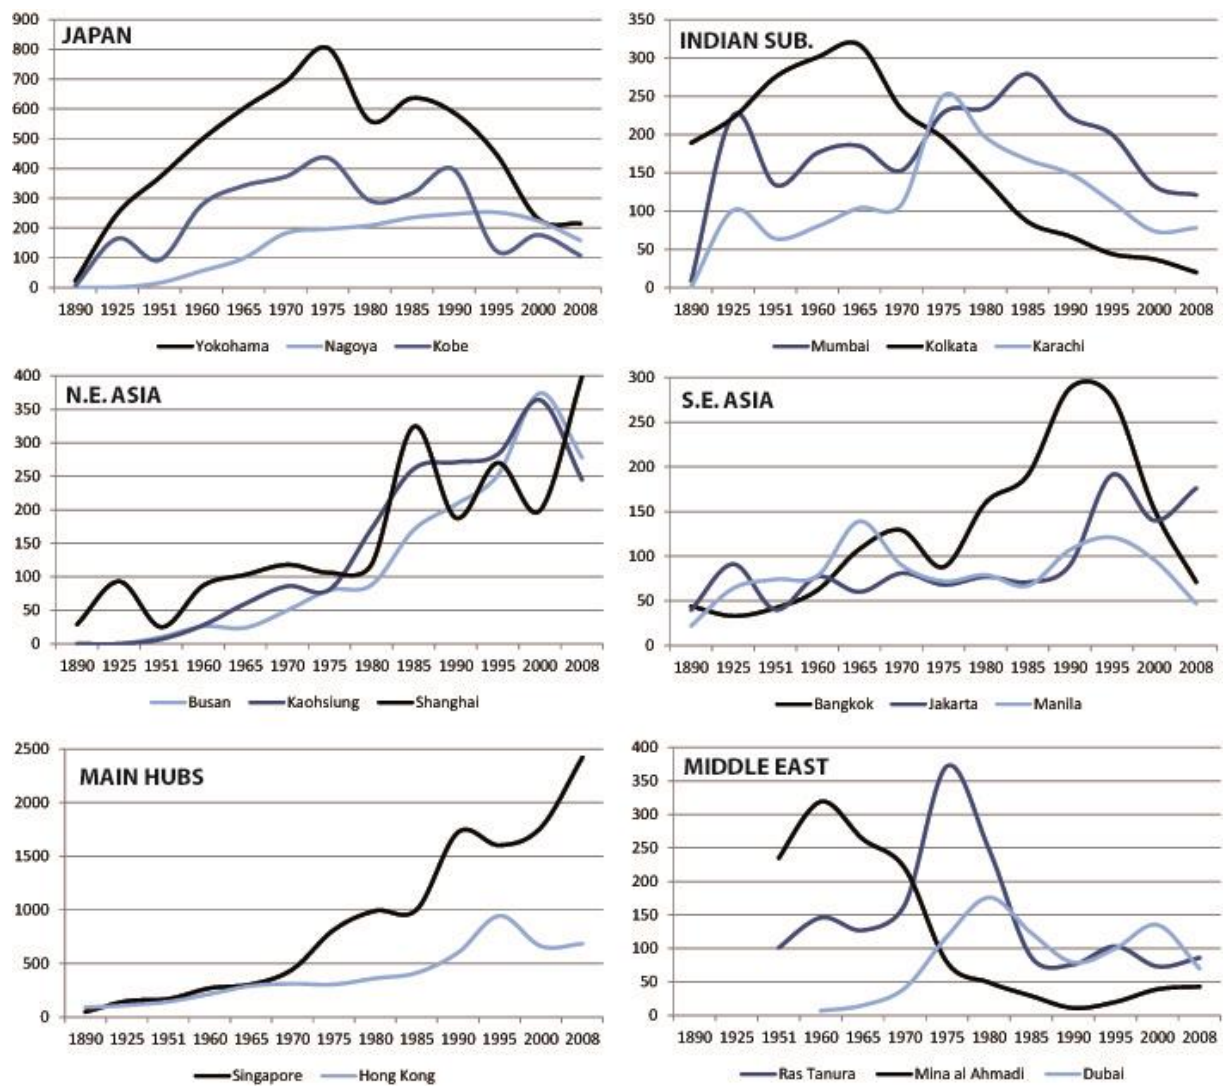 JAPAN
900
800
700
600
500
400
300
200
100
0
1890 1925 1951 1960 1965 1970 1975 1980 1985 1990 1995 2000 2008
Yokohama Nagoya Kobe
INDIAN SUB.
350
300
250
200
150
100
50
0
1890 1925 1951 1960 1965 1970 1975 1980 1985 1990 1995 2000 2008
Mumbai Kolkata Karachi
N.E. ASIA
400
350
300
250
200
150
100
50
0
1890 1925 1951 1960 1965 1970 1975 1980 1985 1990 1995 2000 2008
Busan Kaohsiung Shanghai
S.E. ASIA
300
250
200
150
100
50
0
1890 1925 1951 1960 1965 1970 1975 1980 1985 1990 1995 2000 2008
Bangkok Jakarta Manila
MAIN HUBS
2500
2000
1500
1000
500
0
1890 1925 1951 1960 1965 1970 1975 1980 1985 1990 1995 2000 2008
Singapore Hong Kong
MIDDLE EAST
400
350
300
250
200
150
100
50
0
1890 1925 1951 1960 1965 1970 1975 1980 1985 1990 1995 2000 2008
Ras Tanura Mina al Ahmadi Dubai